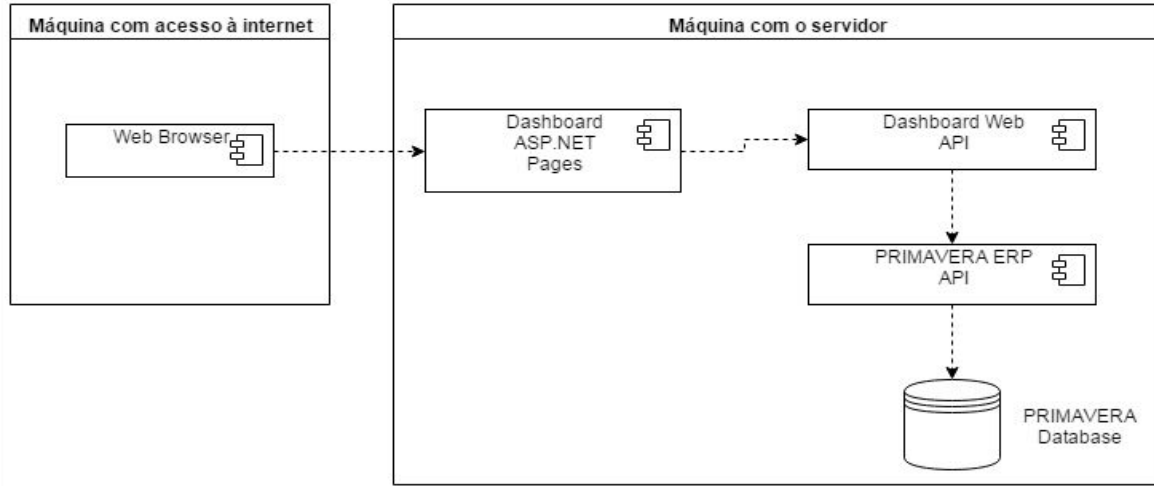 Máquina com acesso à internet
Máquina com o servidor
Web Browser
Dashboard
ASP.NET
Pages
Dashboard Web
API
PRIMAVERA ERP
API
PRIMAVERA
Database